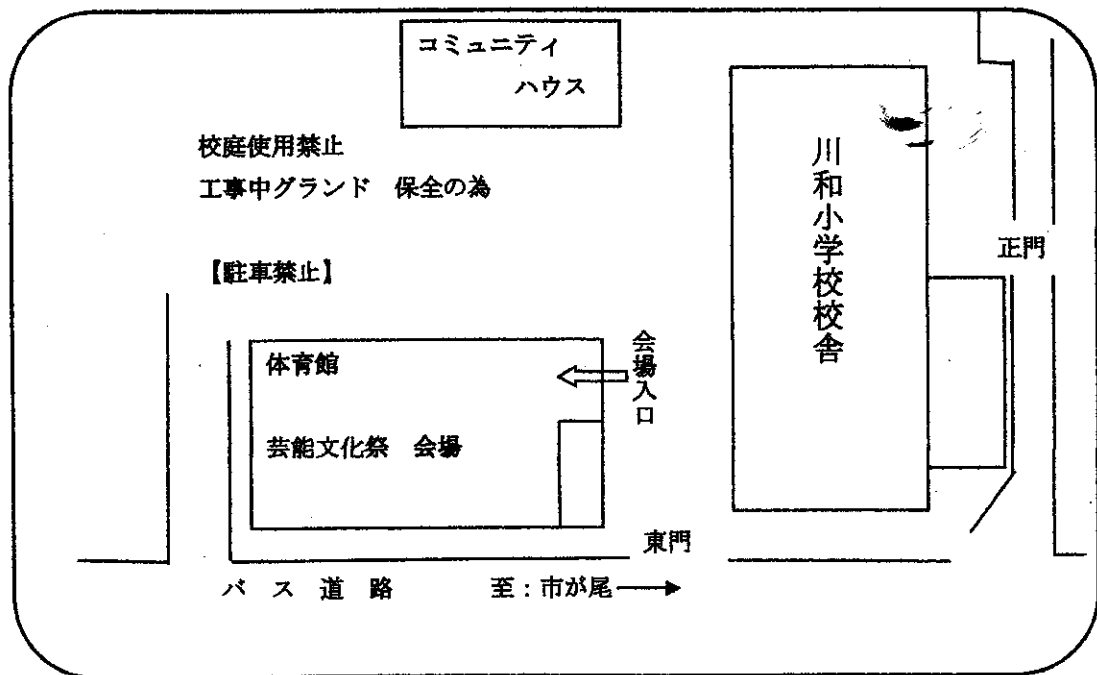 コミュニティ
ハウス
校庭使用禁止
工事中グランド　保全の為
【駐車禁止】
川和小学校校舎
正門
体育館
会場入口
芸能文化祭　会場
東門
バス道路　至：市が尾